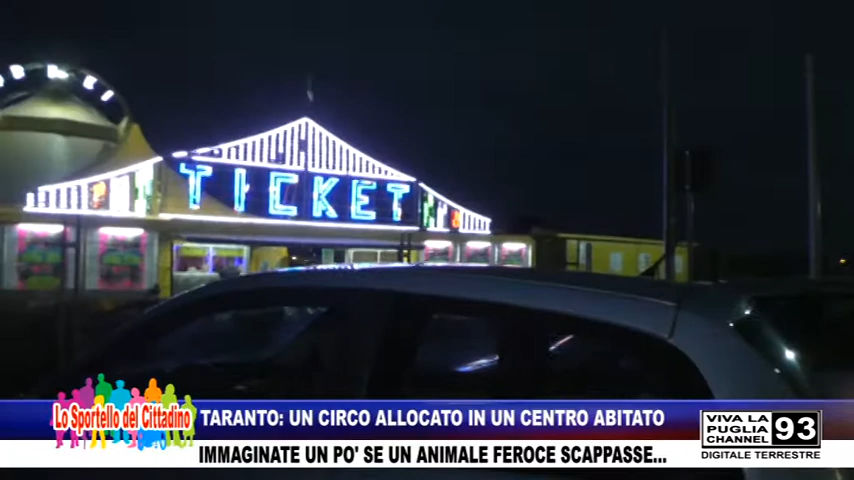 TICKET
Lo Sportello del Cittadino
TARANTO: UN CIRCO ALLOCATO IN UN CENTRO ABITATO
IMMAGINATE UN PO' SE UN ANIMALE FEROCE SCAPPASSE...
VIVA LA
PUGLIA
CHANNEL
93
DIGITALE TERRESTRE